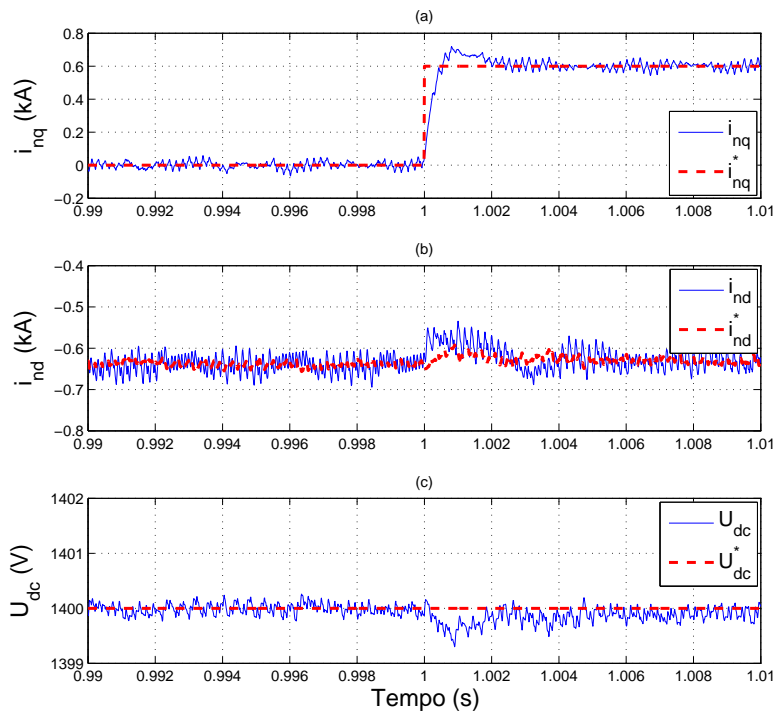 (a)
i_nq (kA)
0.8
0.6
0.4
0.2
0
−0.2
i_nq
i*_nq
0.99 0.992 0.994 0.996 0.998 1 1.002 1.004 1.006 1.008 1.01
(b)
i_nd (kA)
−0.4
−0.5
−0.6
−0.7
−0.8
i_nd
i*_nd
0.99 0.992 0.994 0.996 0.998 1 1.002 1.004 1.006 1.008 1.01
(c)
U_dc (V)
1402
1401
1400
1399
U_dc
U*_dc
0.99 0.992 0.994 0.996 0.998 1 1.002 1.004 1.006 1.008 1.01
Tempo (s)